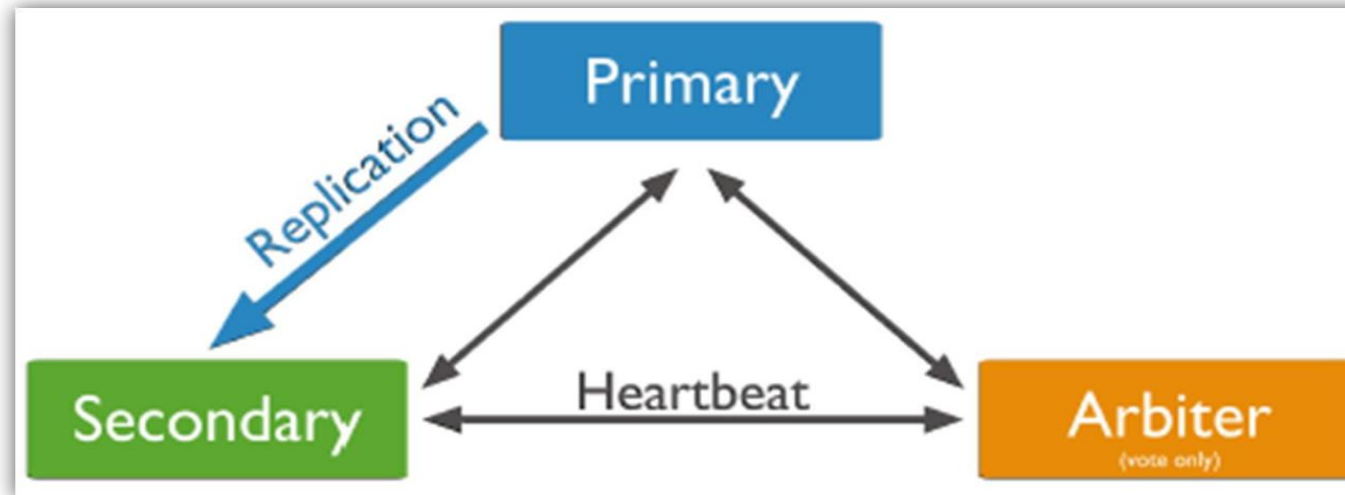 Primary
Replication
Heartbeat
Secondary
Arbiter
(vote only)